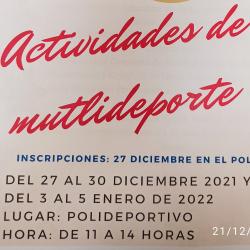 Actividades de
mutlideporte
INSCRIPCIONES: 27 DICIEMBRE EN EL POL
DEL 27 AL 30 DICIEMBRE 2021 Y
DEL 3 AL 5 ENERO DE 2022
LUGAR: POLIDEPORTIVO
HORA: DE 11 A 14 HORAS
21/12